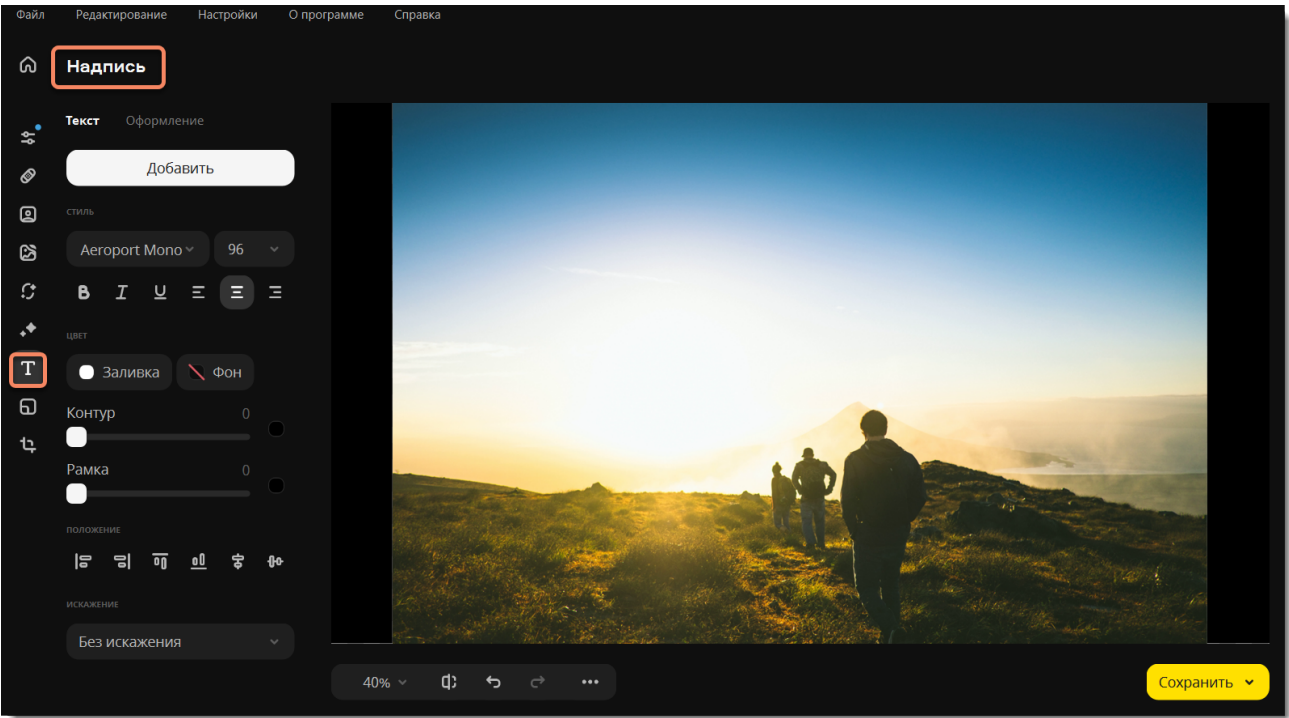 Файл Редактирование Настройки О программе Справка
Надпись
Текст Оформление
Добавить
СТИЛЬ
Aeroport Mono 96
B I U
ЦВЕТ
Заливка Фон
T
Контур 0
Рамка 0
ПОЛОЖЕНИЕ
ИСКАЖЕНИЕ
Без искажения
40% Сохранить